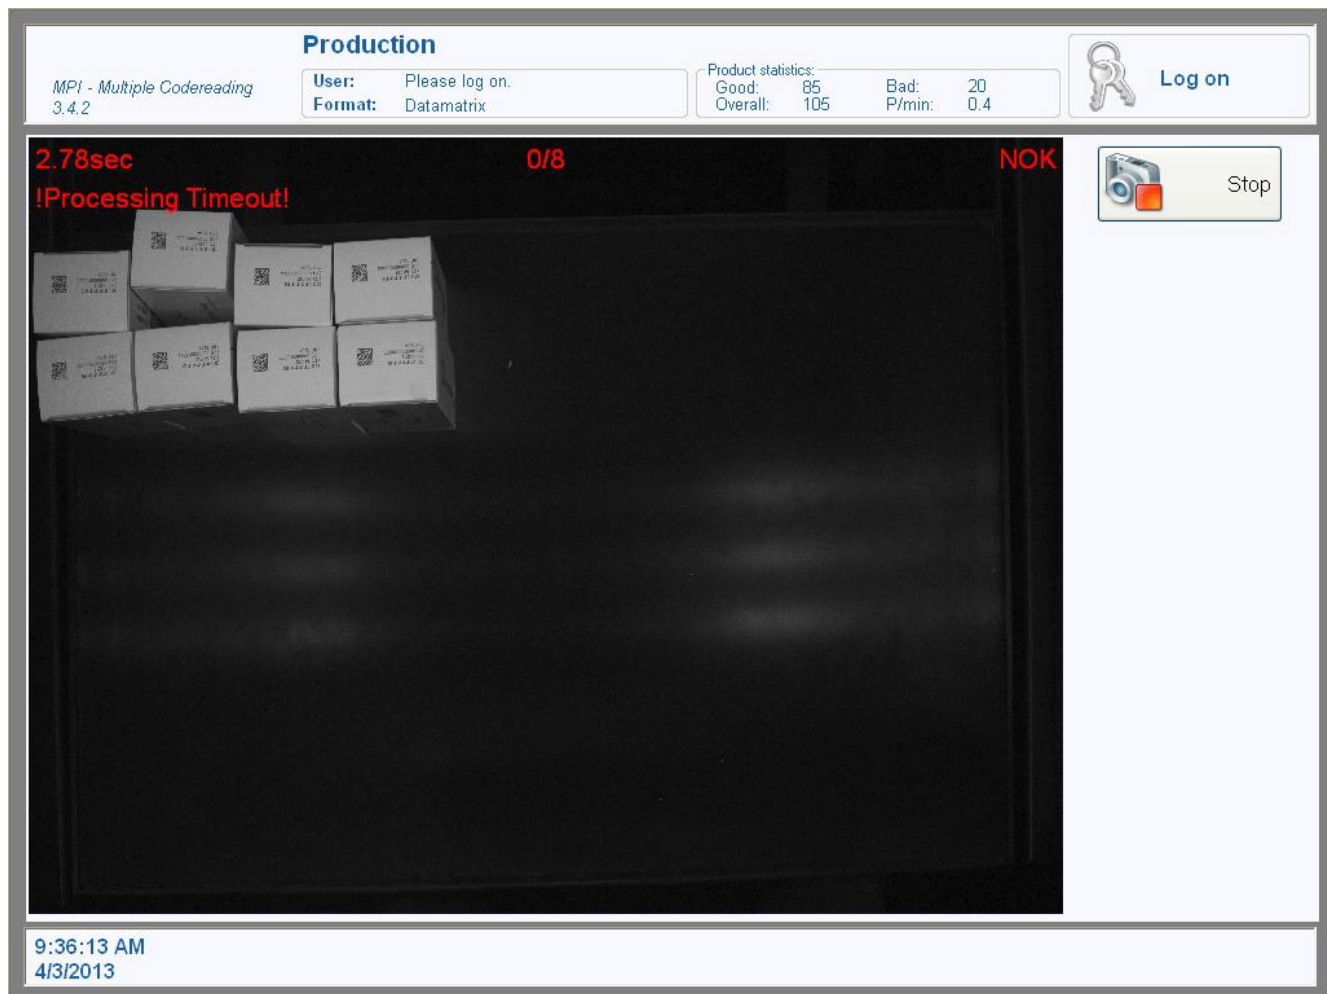 Production
MPI - Multiple Codereading
3.4.2
User: Please log on.
Format: Datamatrix
Product statistics:
Good: 85 Bad: 20
Overall: 105 P/min: 0.4
Log on
2.78sec 0/8 NOK
!Processing Timeout!
Stop
9:36:13 AM
4/3/2013